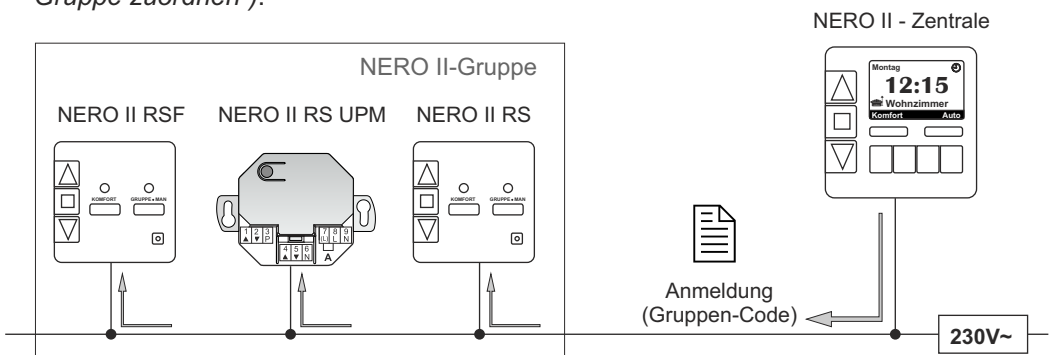 Gruppe zuordnen").
NERO II - Zentrale
NERO II-Gruppe
NERO II RSF
NERO II RS UPM
NERO II RS
Montag
12:15
Wohnzimmer
Komfort Auto
KOMFORT
GRUPPE•MAN
1 2 3
P
7 8 9
(L) L N
4 5 6
N
A
KOMFORT
GRUPPE•MAN
Anmeldung
(Gruppen-Code)
230V~